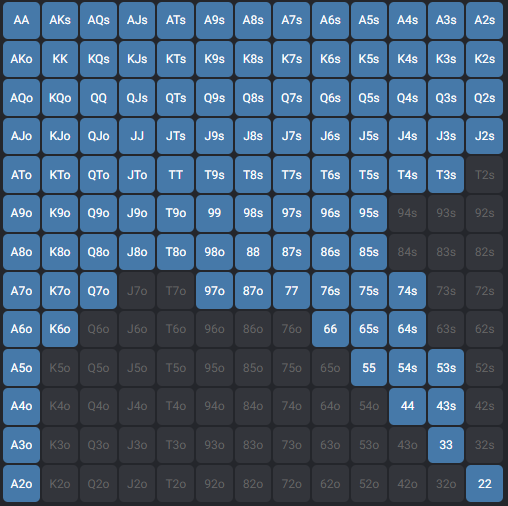 AA AKs AQs AJs ATs A9s A8s A7s A6s A5s A4s A3s A2s
AKo KK KQs KJs KTs K9s K8s K7s K6s K5s K4s K3s K2s
AQo KQo QQ QJs QTs Q9s Q8s Q7s Q6s Q5s Q4s Q3s Q2s
AJo KJo QJo JJ JTs J9s J8s J7s J6s J5s J4s J3s J2s
ATo KTo QTo JTo TT T9s T8s T7s T6s T5s T4s T3s T2s
A9o K9o Q9o J9o T9o 99 98s 97s 96s 95s 94s 93s 92s
A8o K8o Q8o J8o T8o 98o 88 87s 86s 85s 84s 83s 82s
A7o K7o Q7o J7o T7o 97o 87o 77 76s 75s 74s 73s 72s
A6o K6o Q6o J6o T6o 96o 86o 76o 66 65s 64s 63s 62s
A5o K5o Q5o J5o T5o 95o 85o 75o 65o 55 54s 53s 52s
A4o K4o Q4o J4o T4o 94o 84o 74o 64o 54o 44 43s 42s
A3o K3o Q3o J3o T3o 93o 83o 73o 63o 53o 43o 33 32s
A2o K2o Q2o J2o T2o 92o 82o 72o 62o 52o 42o 32o 22